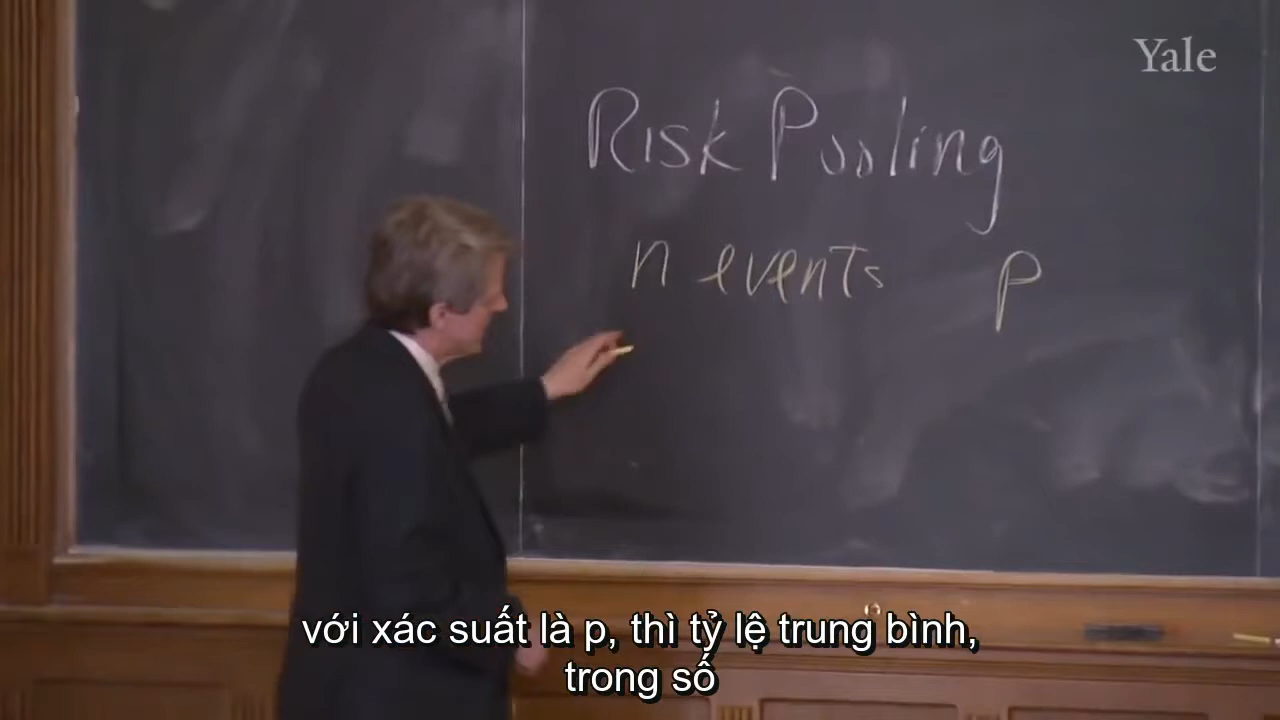 Yale
Risk Pooling
n events p
với xác suất là p, thì tỷ lệ trung bình,
trong số